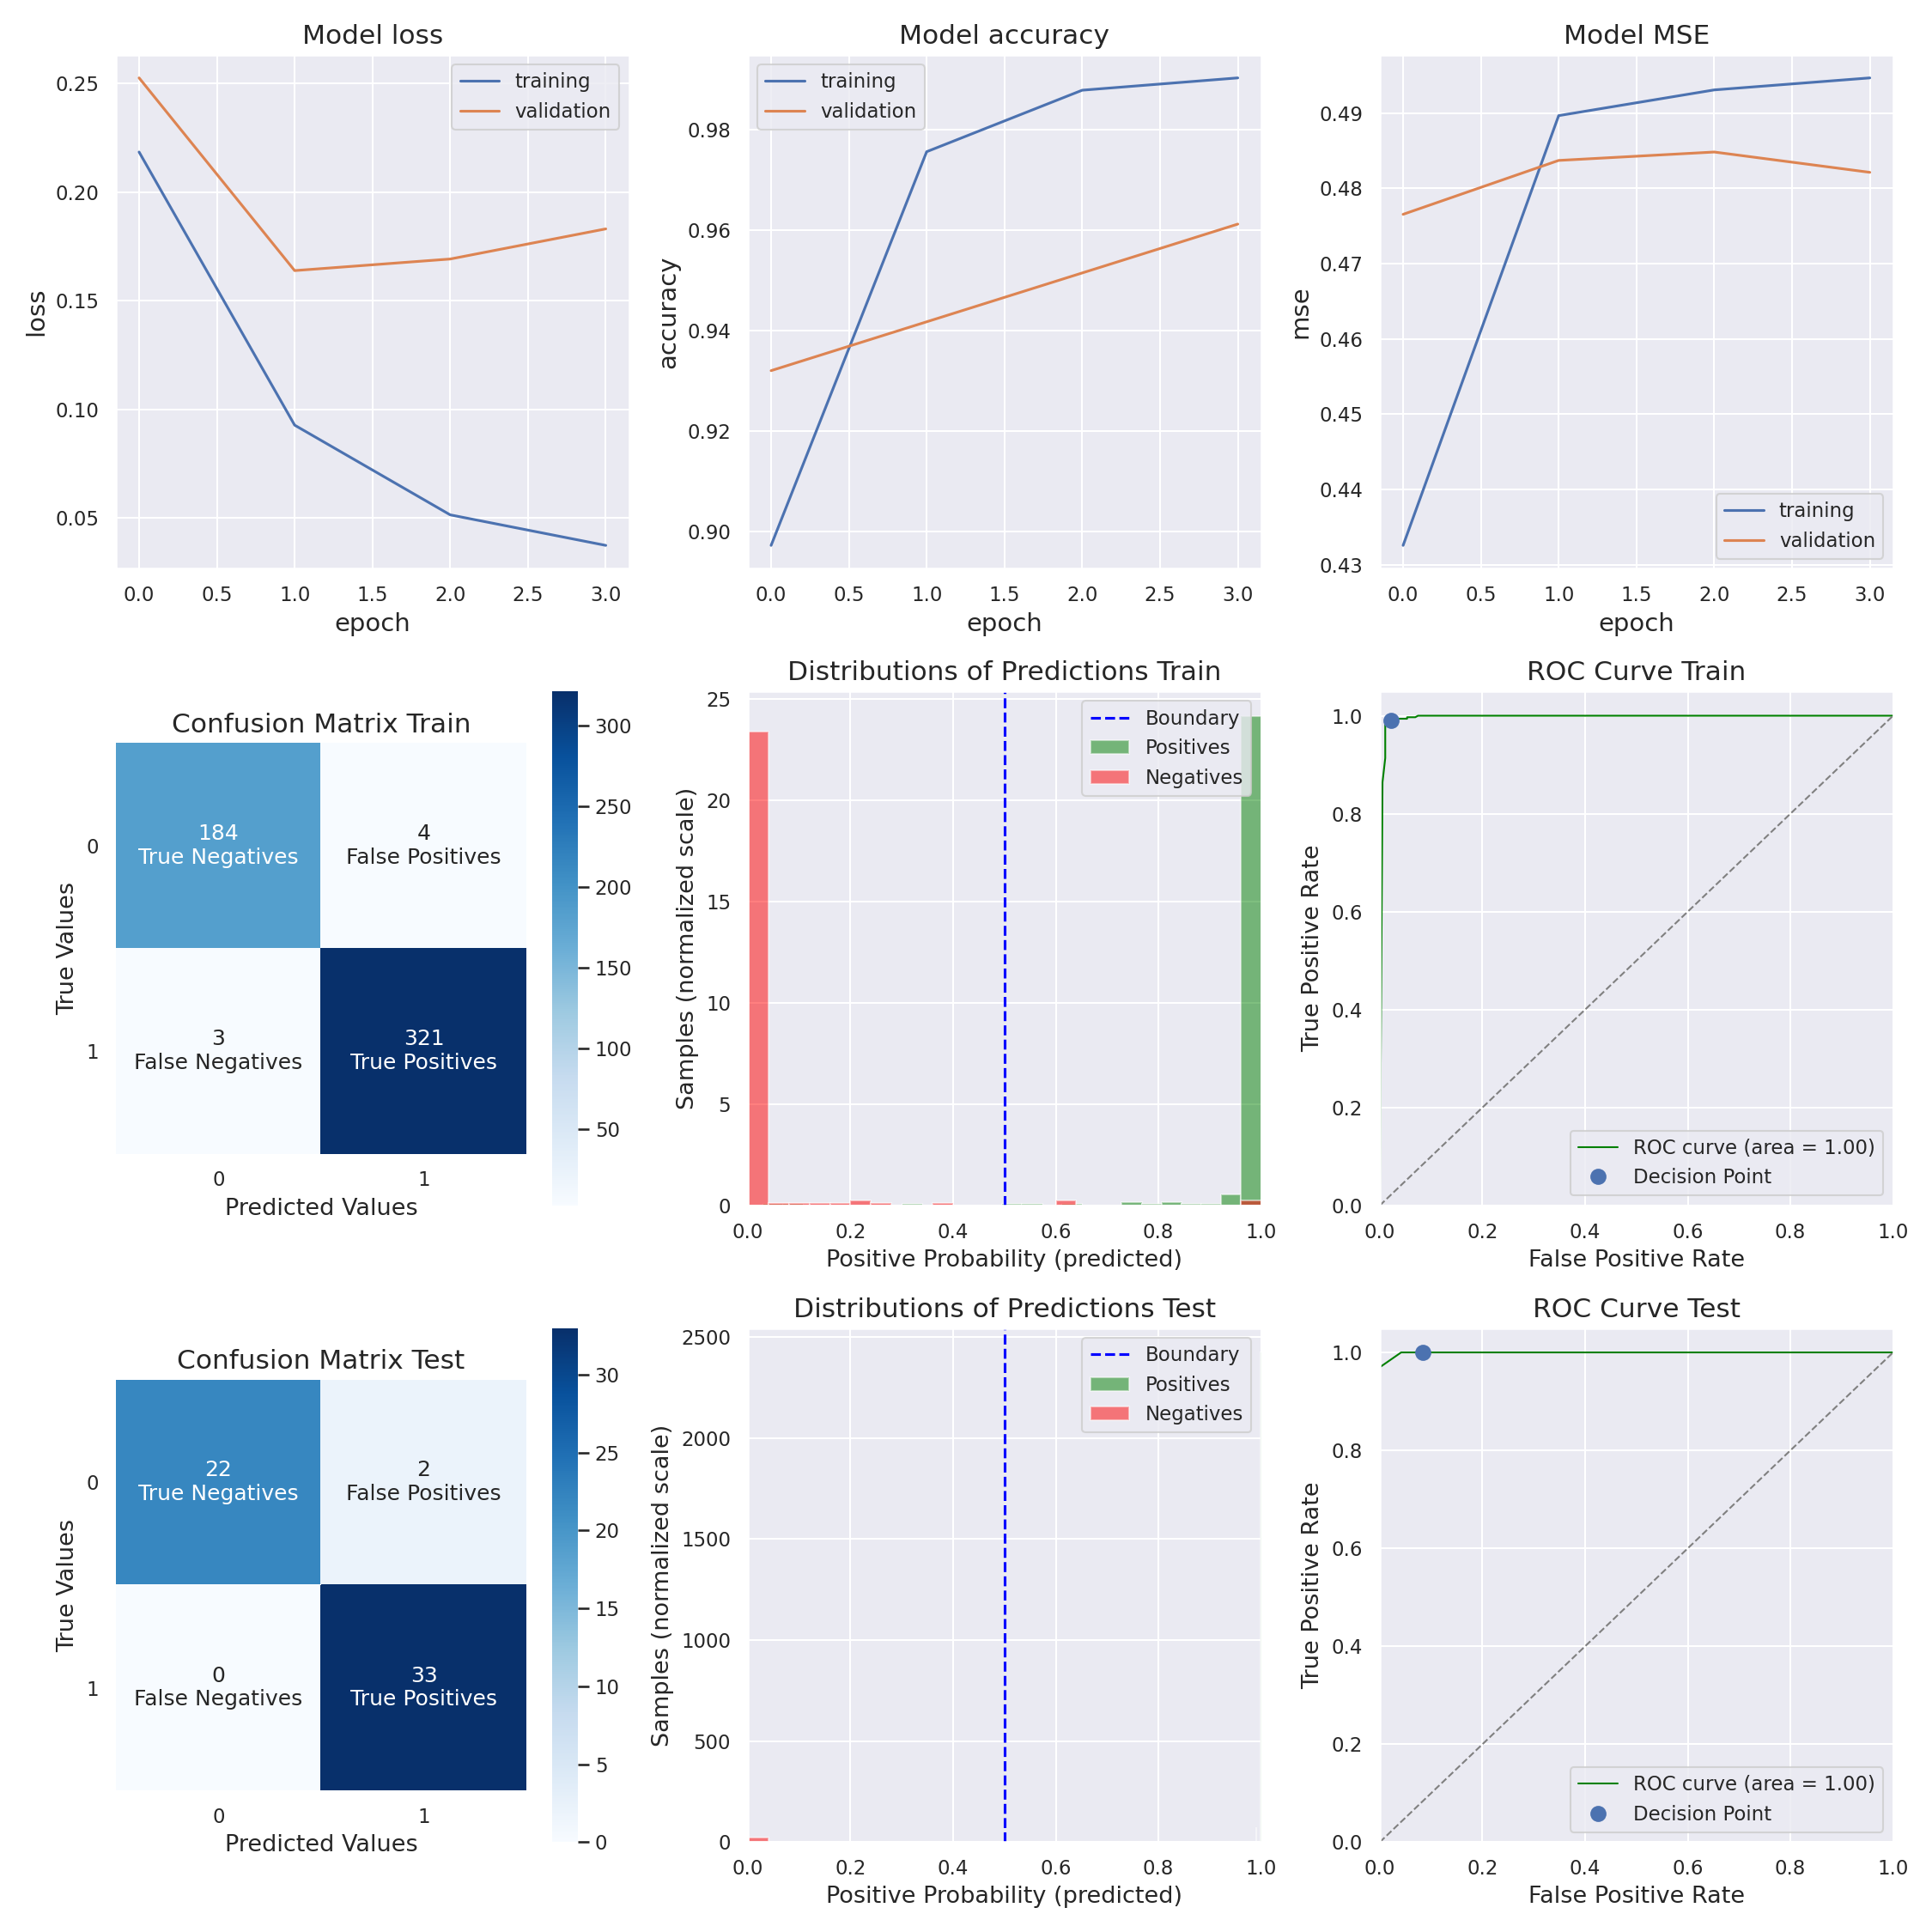 Model loss
0.25
0.20
0.15
0.10
0.05
loss
0.0 0.5 1.0 1.5 2.0 2.5 3.0
epoch
training
validation
Model accuracy
0.98
0.96
0.94
0.92
0.90
accuracy
0.0 0.5 1.0 1.5 2.0 2.5 3.0
epoch
training
validation
Model MSE
0.49
0.48
0.47
0.46
0.45
0.44
0.43
mse
0.0 0.5 1.0 1.5 2.0 2.5 3.0
epoch
training
validation
Confusion Matrix Train
True Values
0
1
184
True Negatives
4
False Positives
3
False Negatives
321
True Positives
0 1
Predicted Values
300
250
200
150
100
50
Distributions of Predictions Train
25
20
15
10
5
0
Samples (normalized scale)
0.0 0.2 0.4 0.6 0.8 1.0
Positive Probability (predicted)
Boundary
Positives
Negatives
ROC Curve Train
1.0
0.8
0.6
0.4
0.2
0.0
True Positive Rate
0.0 0.2 0.4 0.6 0.8 1.0
False Positive Rate
ROC curve (area = 1.00)
Decision Point
Confusion Matrix Test
True Values
0
1
22
True Negatives
2
False Positives
0
False Negatives
33
True Positives
0 1
Predicted Values
30
25
20
15
10
5
0
Distributions of Predictions Test
2500
2000
1500
1000
500
0
Samples (normalized scale)
0.0 0.2 0.4 0.6 0.8 1.0
Positive Probability (predicted)
Boundary
Positives
Negatives
ROC Curve Test
1.0
0.8
0.6
0.4
0.2
0.0
True Positive Rate
0.0 0.2 0.4 0.6 0.8 1.0
False Positive Rate
ROC curve (area = 1.00)
Decision Point